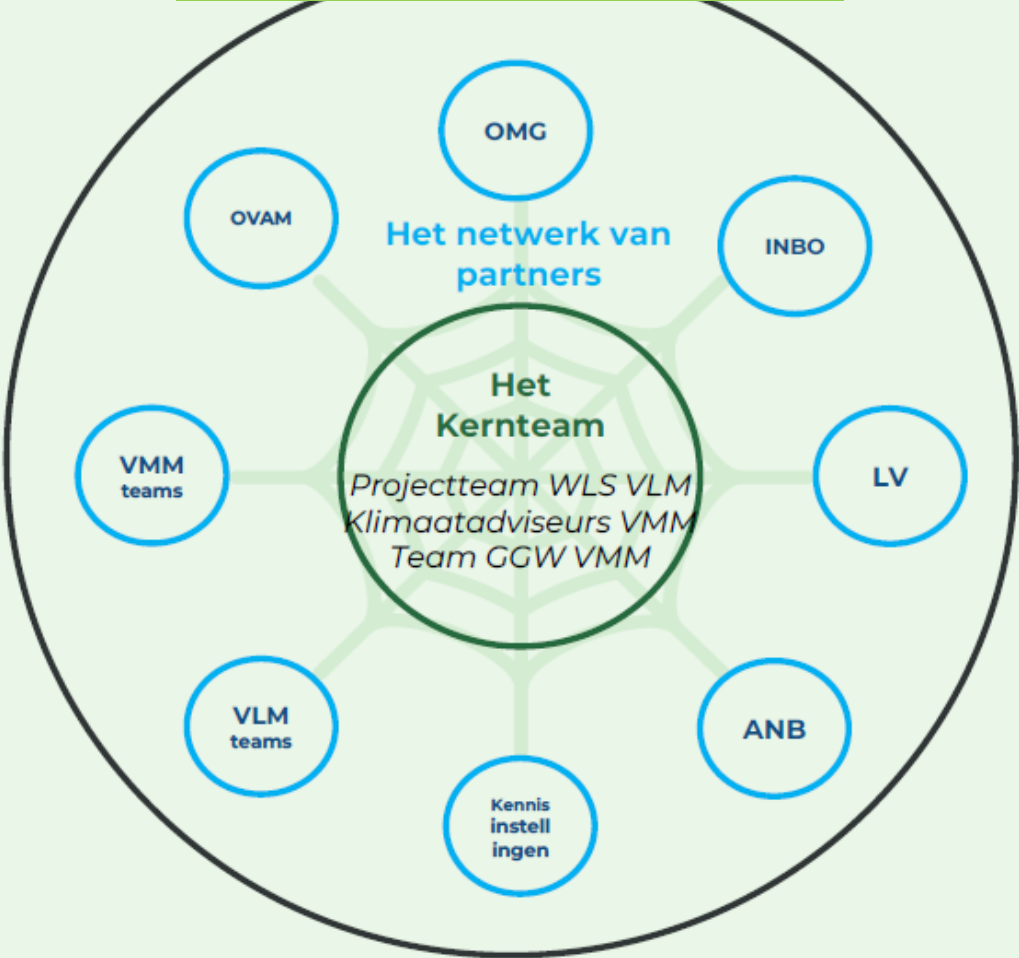 OMG
OVAM
INBO
Het netwerk van
partners
Het
Kernteam
Projectteam WLS VLM
Klimaatadviseurs VMM
Team GGW VMM
VMM
teams
LV
VLM
teams
ANB
Kennis
instell
ingen